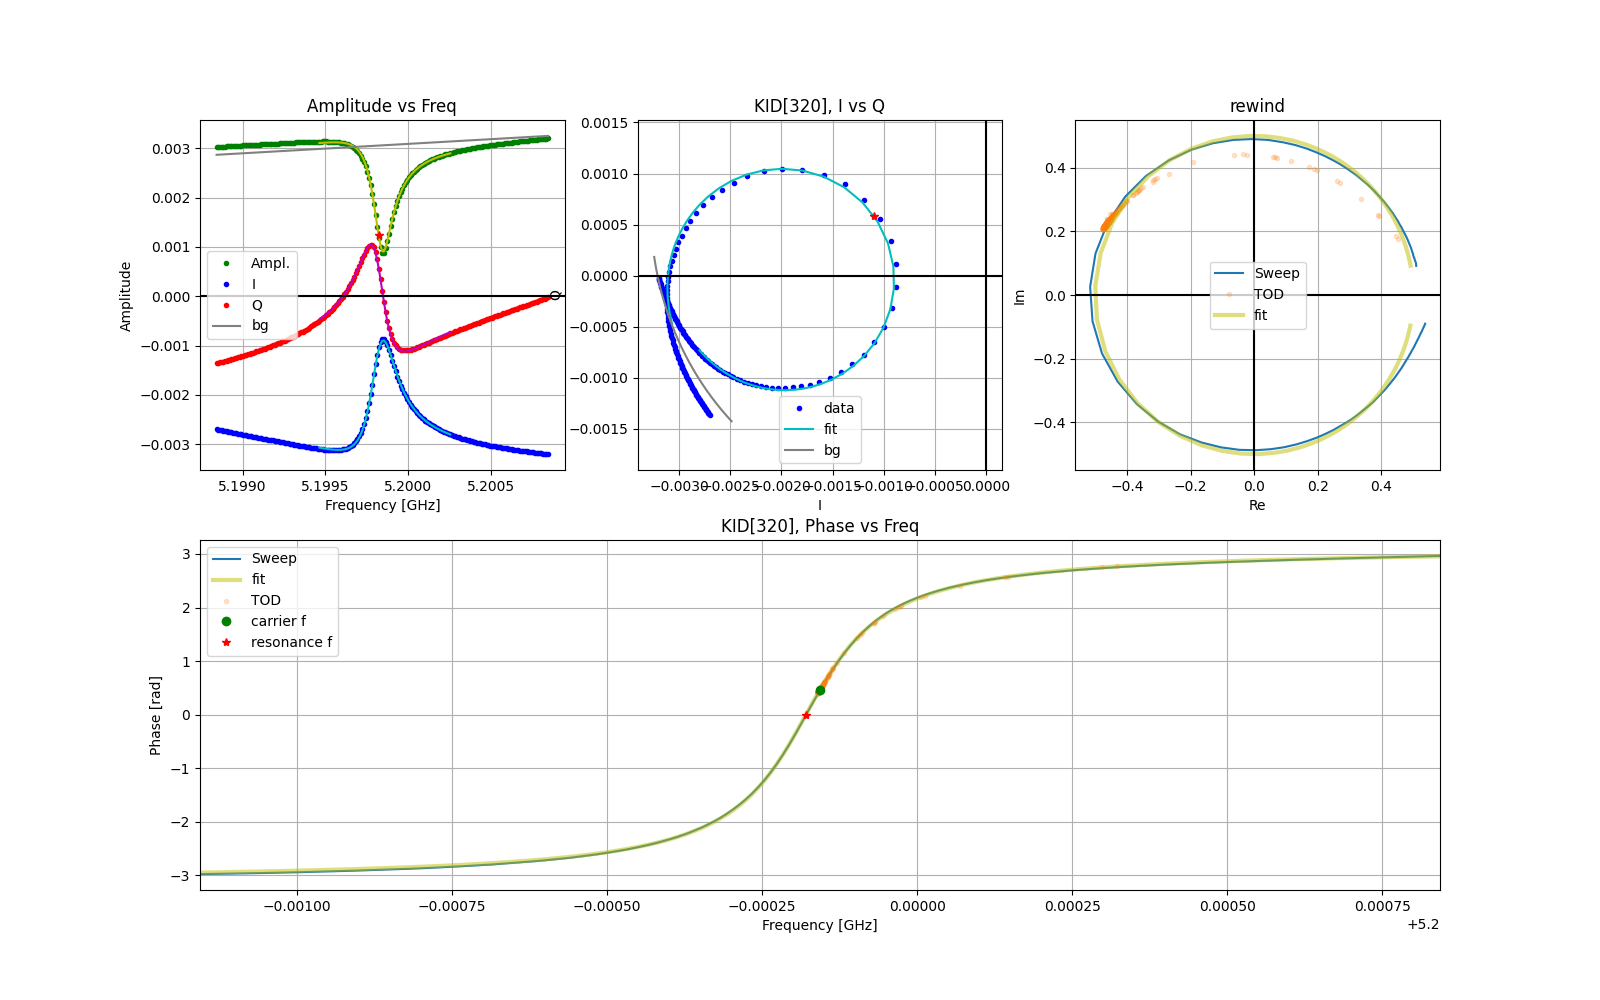 Amplitude vs Freq
KID[320], I vs Q
rewind
Amplitude
0.003
0.002
0.001
0.000
−0.001
−0.002
−0.003
Ampl.
I
Q
bg
5.1990
5.1995
5.2000
5.2005
Frequency [GHz]
Q
0.0015
0.0010
0.0005
0.0000
−0.0005
−0.0010
−0.0015
data
fit
bg
−0.0030
−0.0025
−0.0020
−0.0015
−0.0010
−0.0005
0.0000
I
Im
0.4
0.2
0.0
−0.2
−0.4
Sweep
TOD
fit
−0.4
−0.2
0.0
0.2
0.4
Re
KID[320], Phase vs Freq
Phase [rad]
3
2
1
0
−1
−2
−3
Sweep
fit
TOD
carrier f
resonance f
−0.00100
−0.00075
−0.00050
−0.00025
0.00000
0.00025
0.00050
0.00075
+5.2
Frequency [GHz]